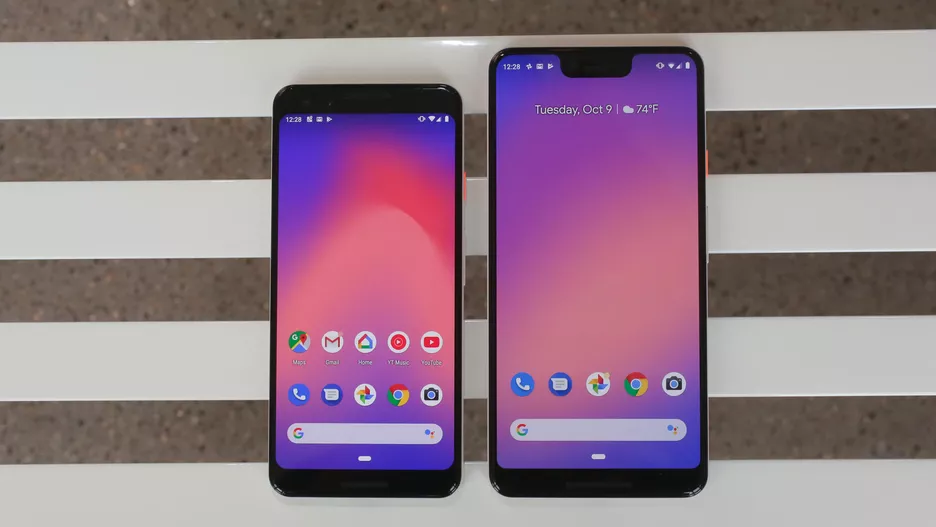 12:28
Maps Gmail Home YT Music YouTube
12:28
Tuesday, Oct 9 | 74°F